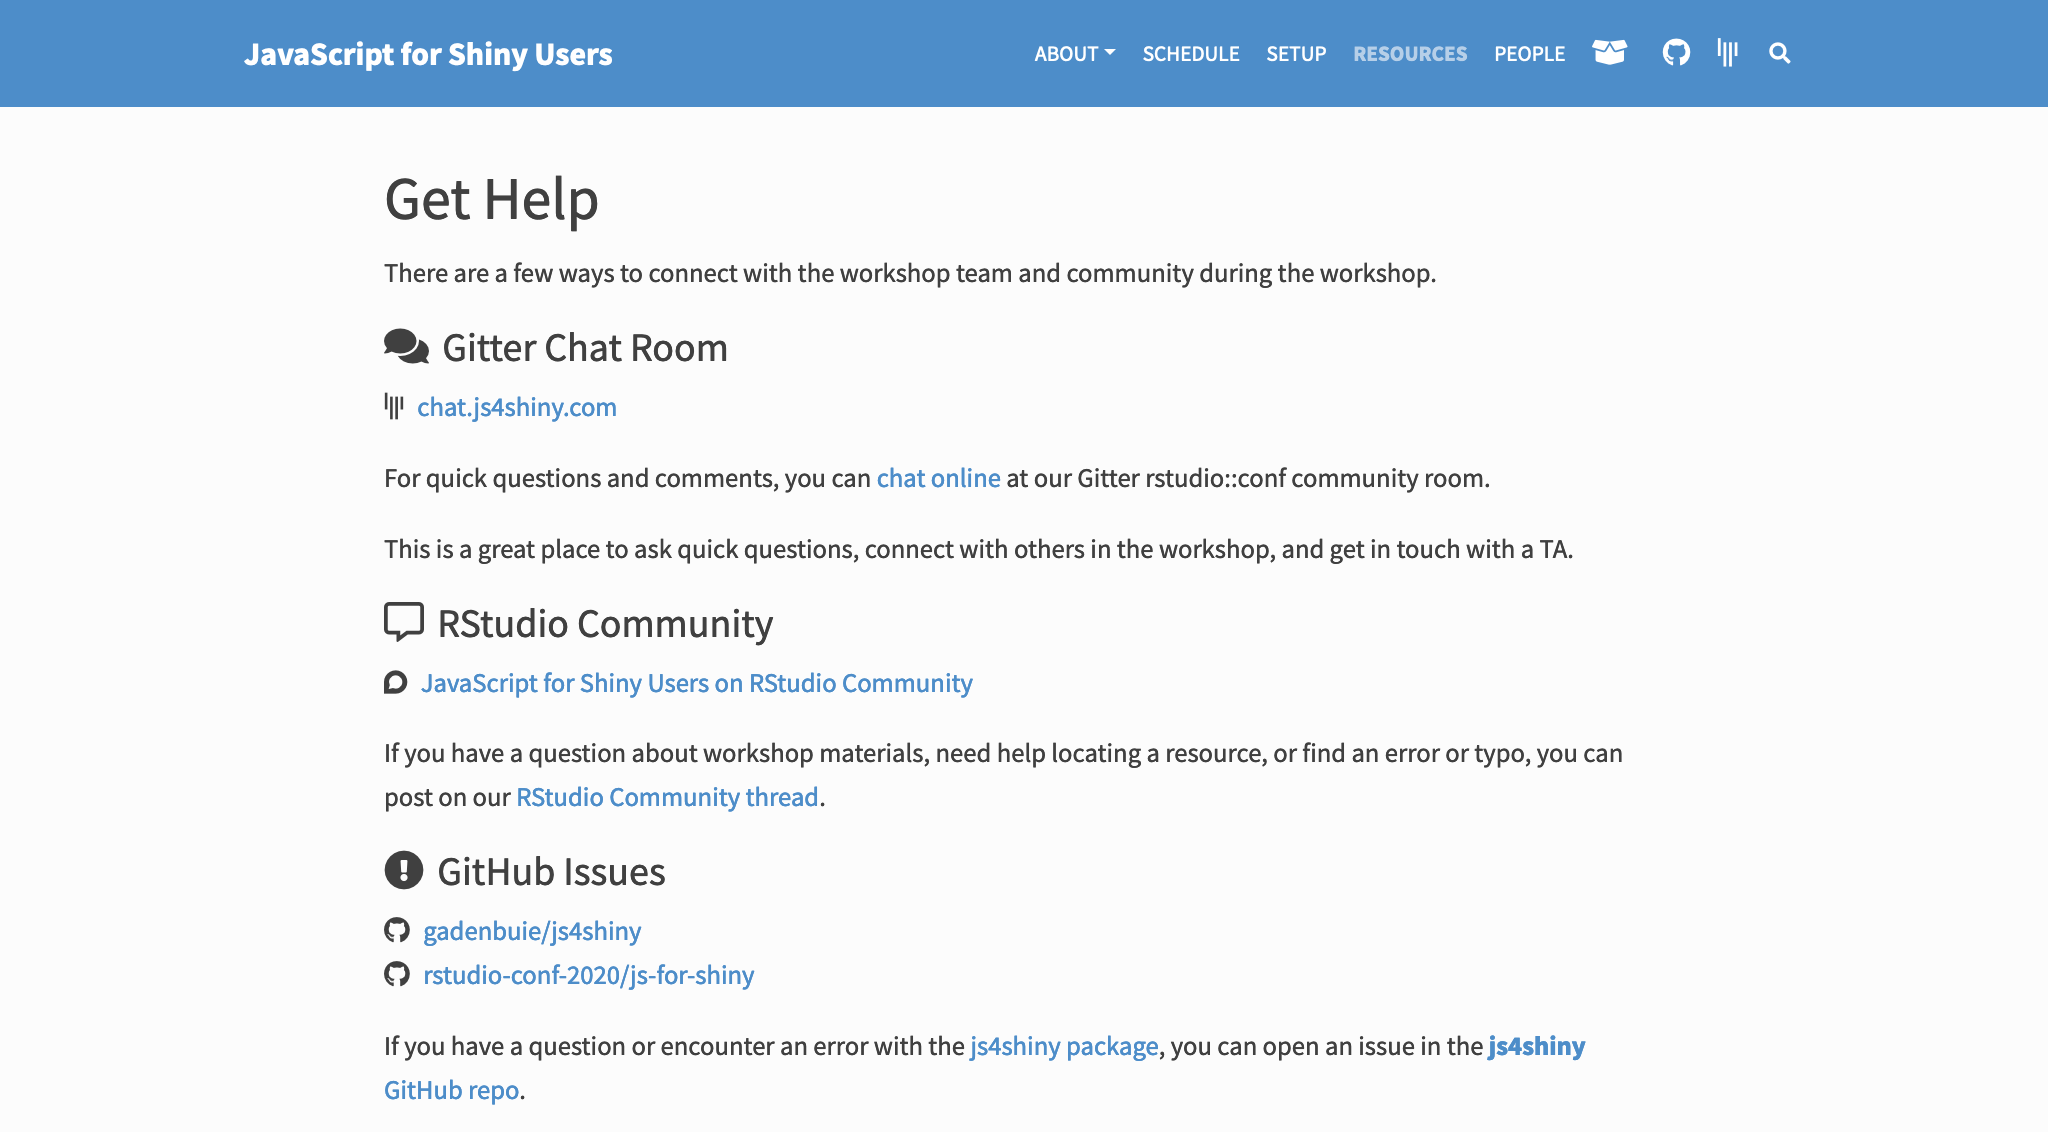 JavaScript for Shiny Users
ABOUT SCHEDULE SETUP RESOURCES PEOPLE
Get Help
There are a few ways to connect with the workshop team and community during the workshop.
Gitter Chat Room
chat.js4shiny.com
For quick questions and comments, you can chat online at our Gitter rstudio::conf community room.
This is a great place to ask quick questions, connect with others in the workshop, and get in touch with a TA.
RStudio Community
JavaScript for Shiny Users on RStudio Community
If you have a question about workshop materials, need help locating a resource, or find an error or typo, you can
post on our RStudio Community thread.
GitHub Issues
gadenbuie/js4shiny
rstudio-conf-2020/js-for-shiny
If you have a question or encounter an error with the js4shiny package, you can open an issue in the js4shiny
GitHub repo.